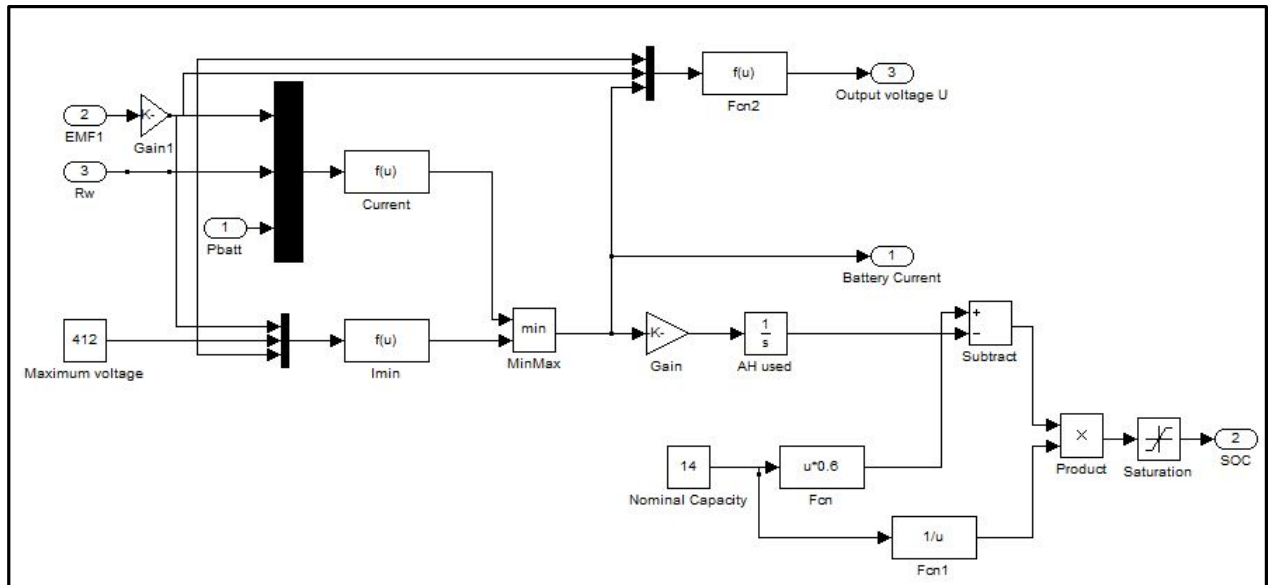 f(u)
Fcn2
3
Output voltage U
2
EMF1
K-
Gain1
3
Rw
f(u)
Current
1
Pbatt
1
Battery Current
412
Maximum voltage
f(u)
Imin
min
MinMax
K-
Gain
1
s
AH used
+
−
Subtract
×
Product
Saturation
2
SOC
14
Nominal Capacity
u*0.6
Fcn
1/u
Fcn1